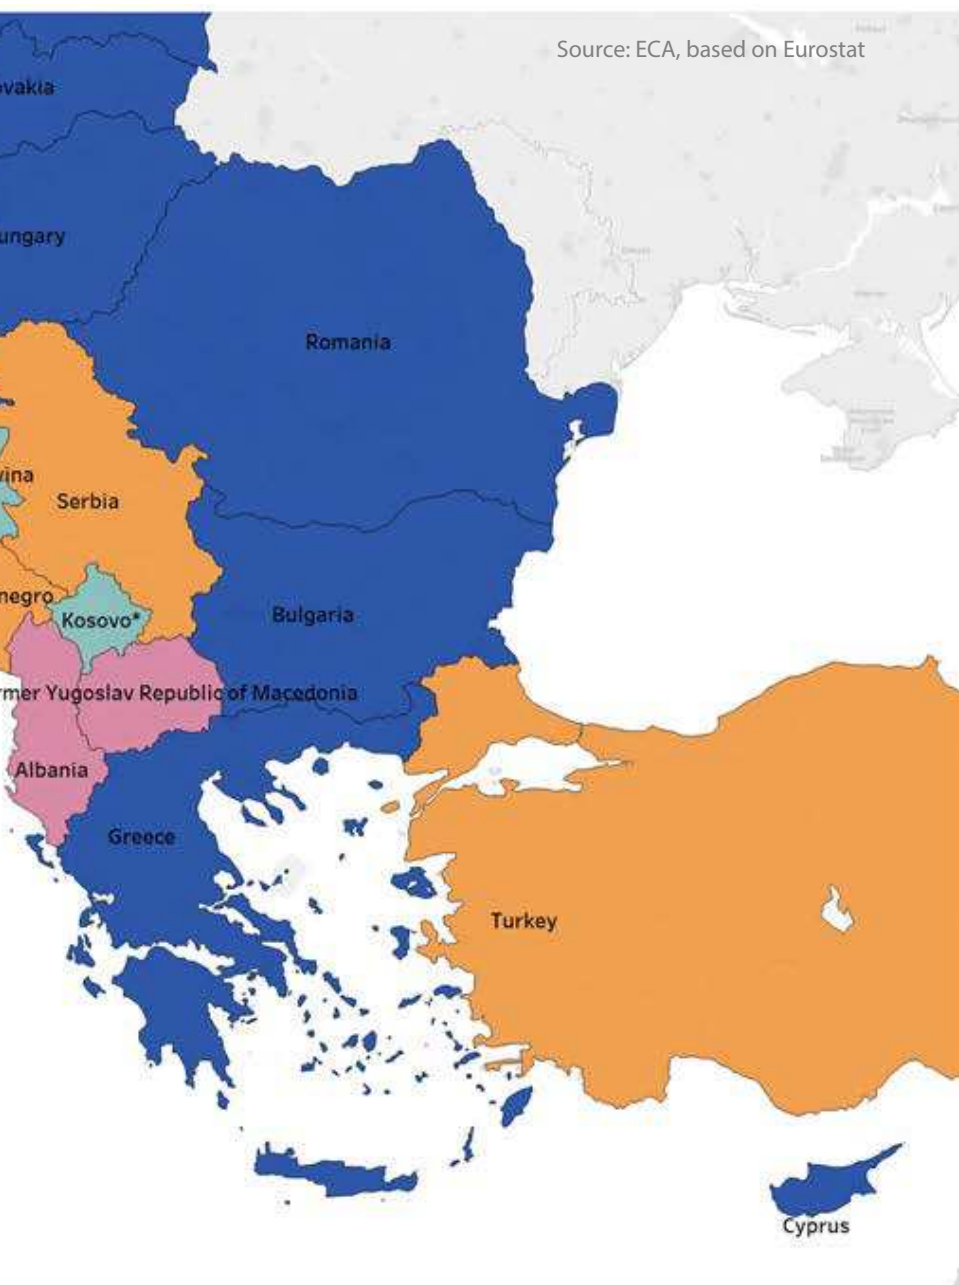 Source: ECA, based on Eurostat
ovakia
ungary
Romania
vina
Serbia
negro
Kosovo*
Bulgaria
rmer Yugoslav Republic of Macedonia
Albania
Greece
Turkey
Cyprus